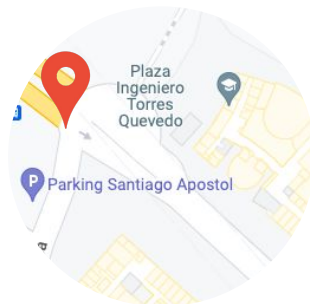 Plaza
Ingeniero
Torres
Quevedo
P
Parking Santiago Apostol
a